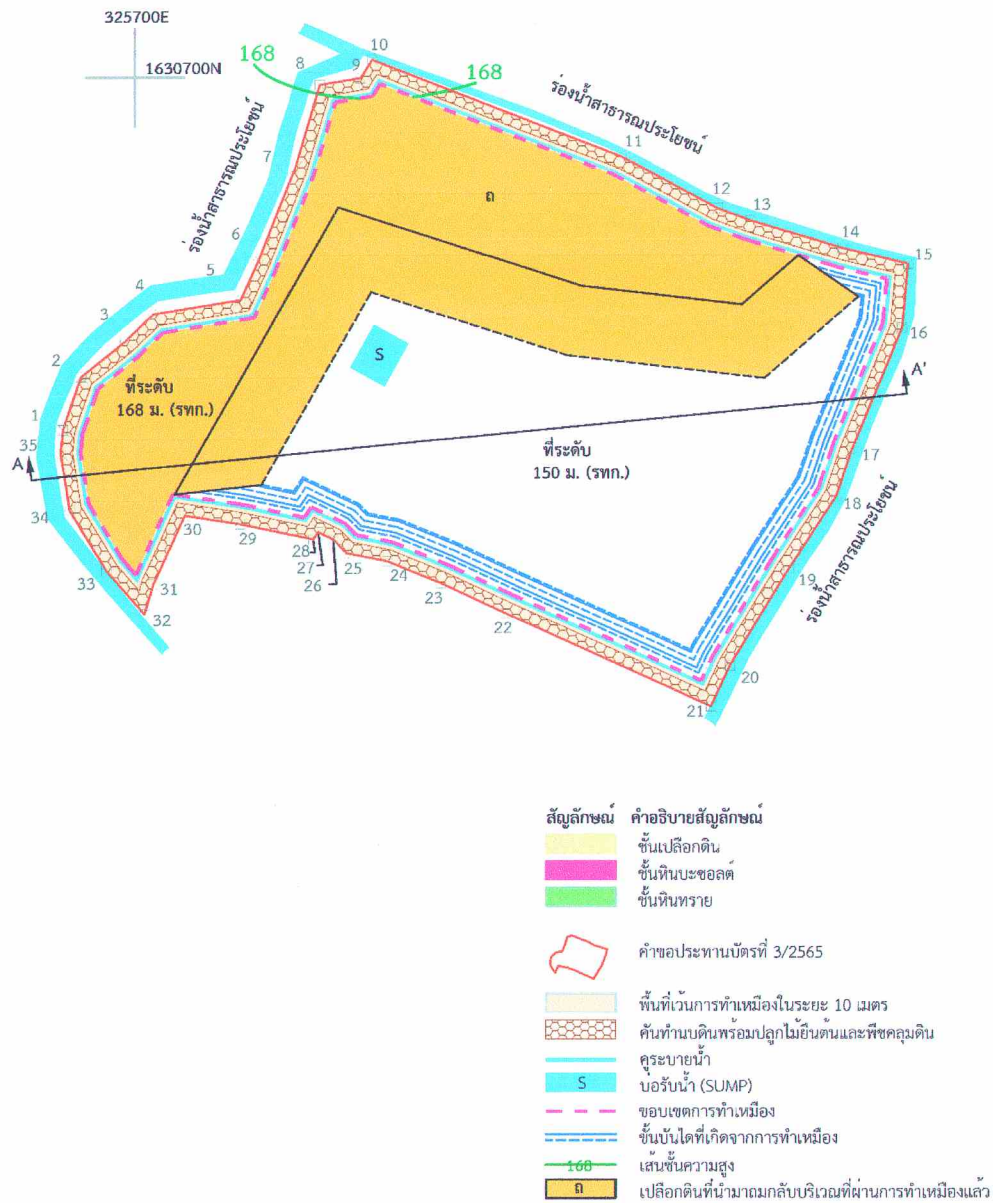 325700E
1630700N
168
168
8
9
10
ร่องน้ำสาธารณประโยชน์
11
7
ร่องน้ำสาธารณประโยชน์
ถ
12
13
14
15
6
5
4
3
16
2
S
ที่ระดับ
168 ม. (รทก.)
A'
1
35
A
ที่ระดับ
150 ม. (รทก.)
17
18
34
30
29
28
27
26
25
24
23
22
33
31
32
19
ร่องน้ำสาธารณประโยชน์
20
21
สัญลักษณ์ คำอธิบายสัญลักษณ์
ชั้นเปลือกดิน
ชั้นหินบะซอลต์
ชั้นหินทราย
คำขอประทานบัตรที่ 3/2565
พื้นที่เว้นการทำเหมืองในระยะ 10 เมตร
คันทำนบดินพร้อมปลูกไม้ยืนต้นและพืชคลุมดิน
คูระบายน้ำ
S บ่อรับน้ำ (SUMP)
ขอบเขตการทำเหมือง
ขั้นบันไดที่เกิดจากการทำเหมือง
168 เส้นชั้นความสูง
ถ เปลือกดินที่นำมาถมกลับบริเวณที่ผ่านการทำเหมืองแล้ว